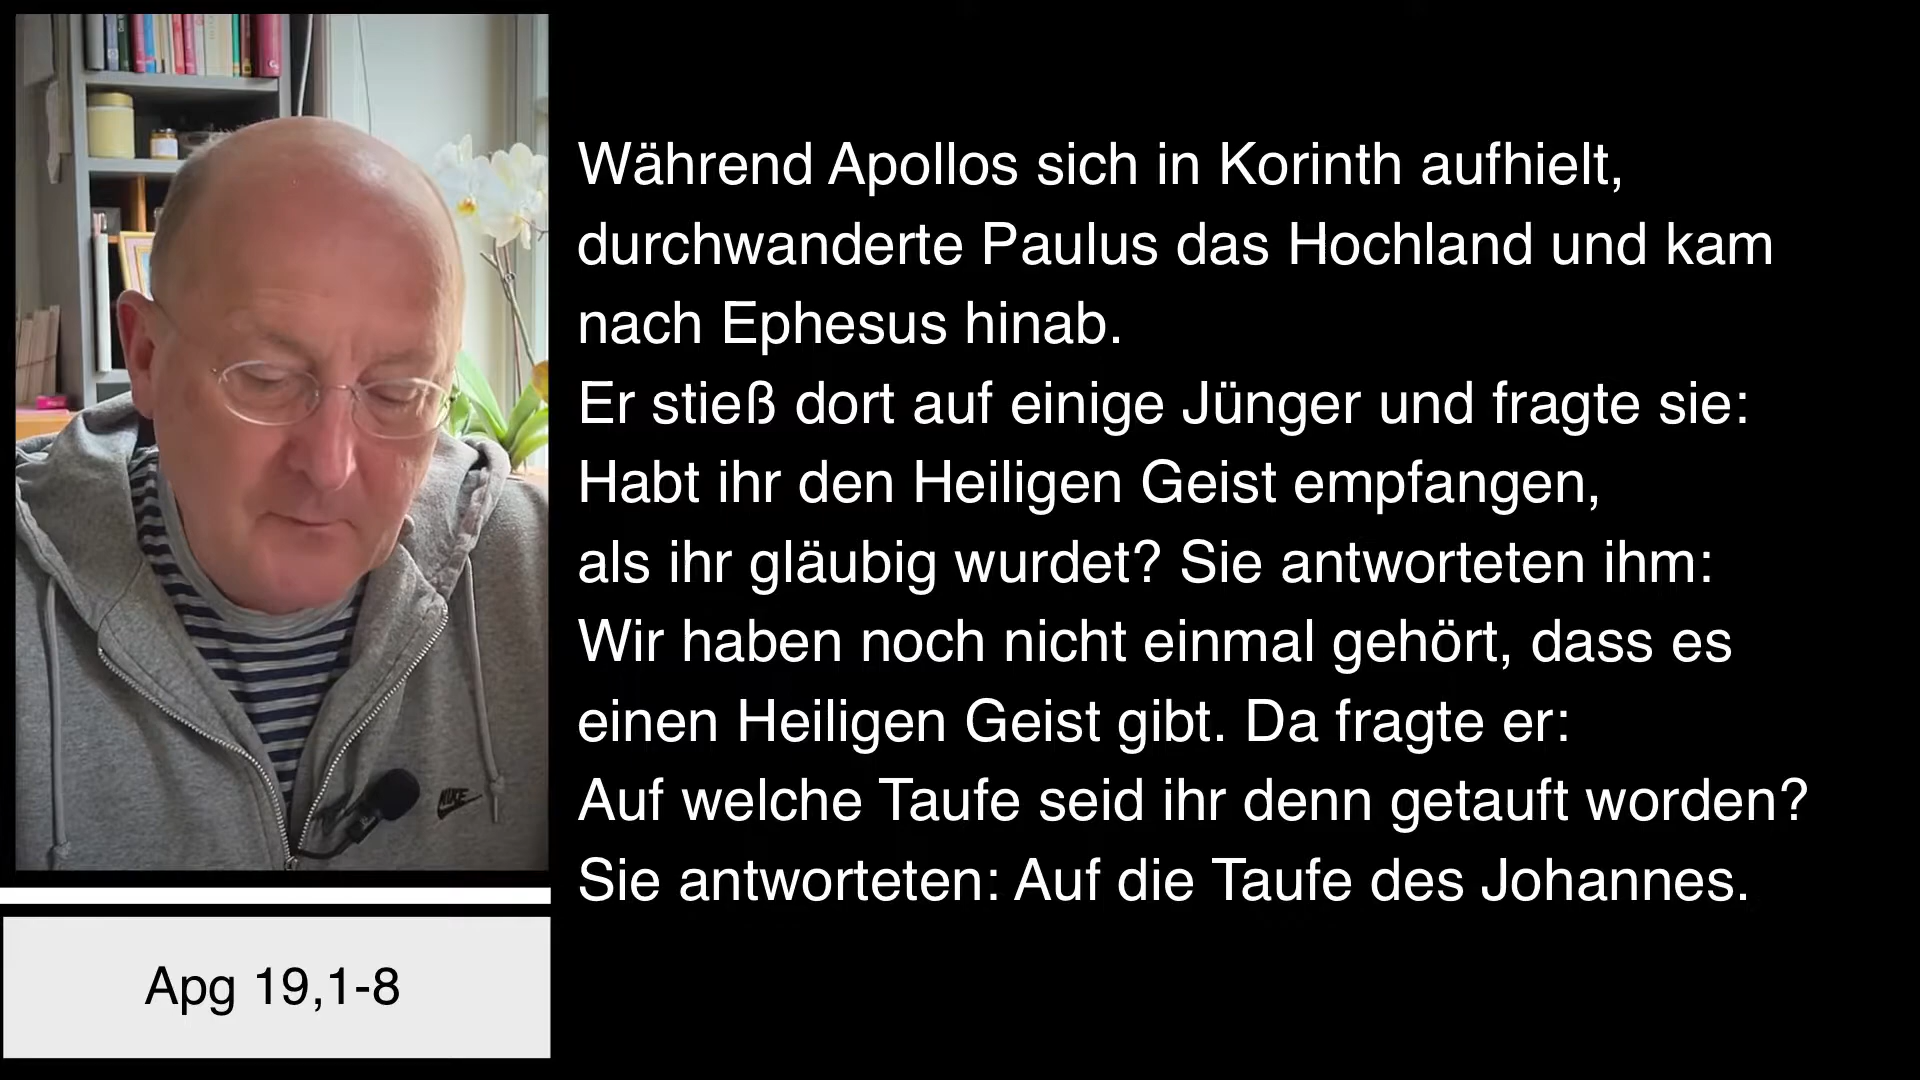 Während Apollos sich in Korinth aufhielt,
durchwanderte Paulus das Hochland und kam
nach Ephesus hinab.
Er stieß dort auf einige Jünger und fragte sie:
Habt ihr den Heiligen Geist empfangen,
als ihr gläubig wurdet? Sie antworteten ihm:
Wir haben noch nicht einmal gehört, dass es
einen Heiligen Geist gibt. Da fragte er:
Auf welche Taufe seid ihr denn getauft worden?
Sie antworteten: Auf die Taufe des Johannes.
NIKE
Apg 19,1-8